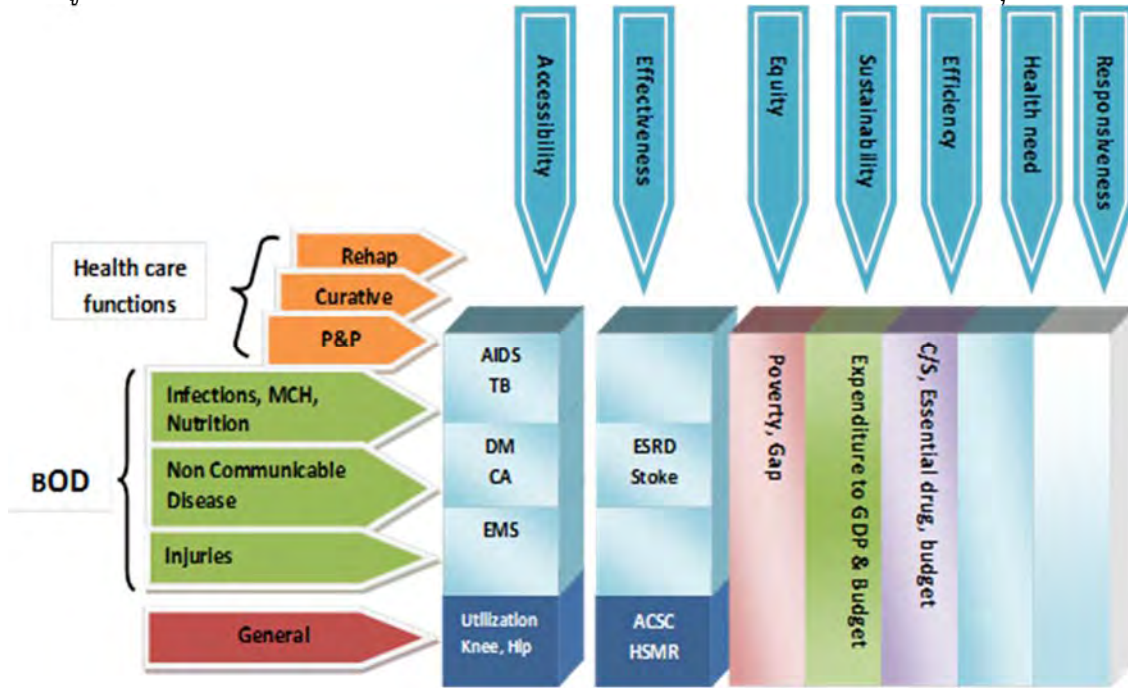 Accessibility
Effectiveness
Equity
Sustainability
Efficiency
Health need
Responsiveness
Health care
functions
Rehap
Curative
P&P
BOD
Infections, MCH,
Nutrition
Non Communicable
Disease
Injuries
General
AIDS
TB
DM
CA
EMS
Utilization
Knee, Hip
ESRD
Stoke
ACSC
HSMR
Poverty, Gap
Expenditure to GDP & Budget
C/S, Essential drug, budget